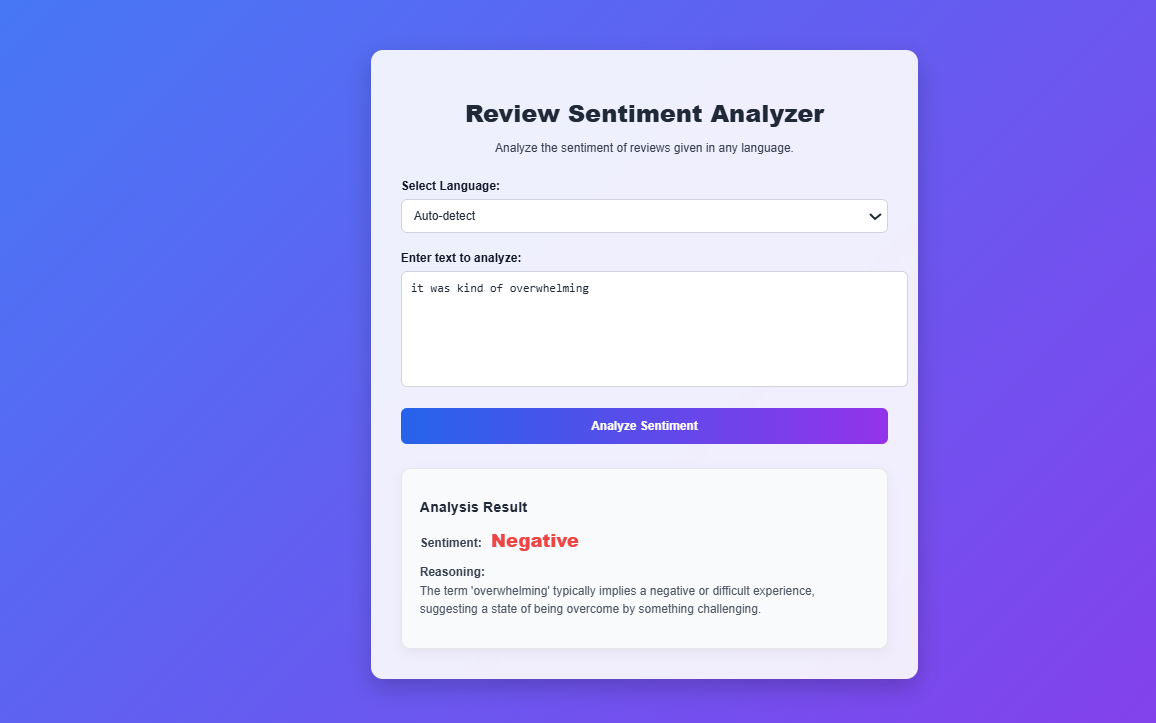 Review Sentiment Analyzer
Analyze the sentiment of reviews given in any language.
Select Language:
Auto-detect
Enter text to analyze:
it was kind of overwhelming
Analyze Sentiment
Analysis Result
Sentiment: Negative
Reasoning:
The term 'overwhelming' typically implies a negative or difficult experience,
suggesting a state of being overcome by something challenging.